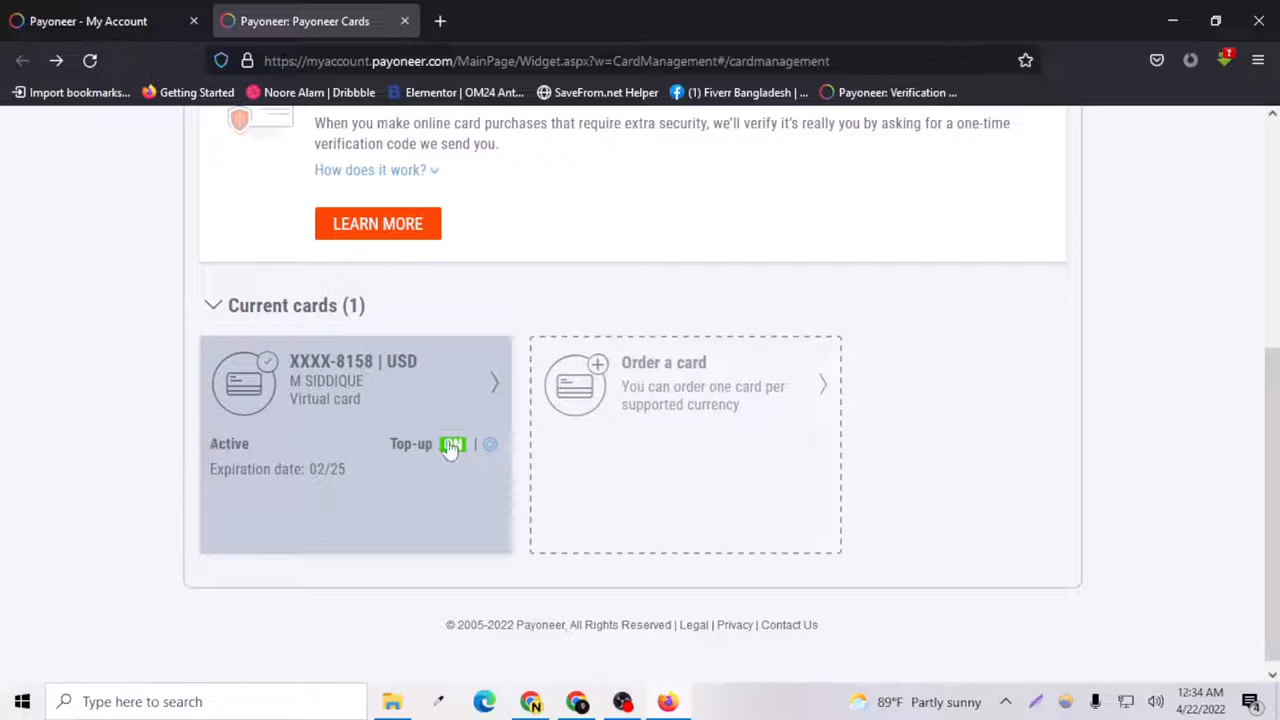 Payoneer - My Account
Payoneer: Payoneer Cards
https://myaccount.payoneer.com/MainPage/Widget.aspx?w=CardManagement#/cardmanagement
Import bookmarks...
Getting Started
Noore Alam | Dribbble
Elementor | OM24 Ant...
SaveFrom.net Helper
(1) Fiverr Bangladesh | ...
Payoneer: Verification ...
When you make online card purchases that require extra security, we'll verify it's really you by asking for a one-time
verification code we send you.
How does it work?
LEARN MORE
Current cards (1)
XXXX-8158 | USD
M SIDDIQUE
Virtual card
Active
Top-up ON |
Expiration date: 02/25
Order a card
You can order one card per
supported currency
© 2005-2022 Payoneer, All Rights Reserved | Legal | Privacy | Contact Us
Type here to search
89°F Partly sunny
12:34 AM
4/22/2022
4